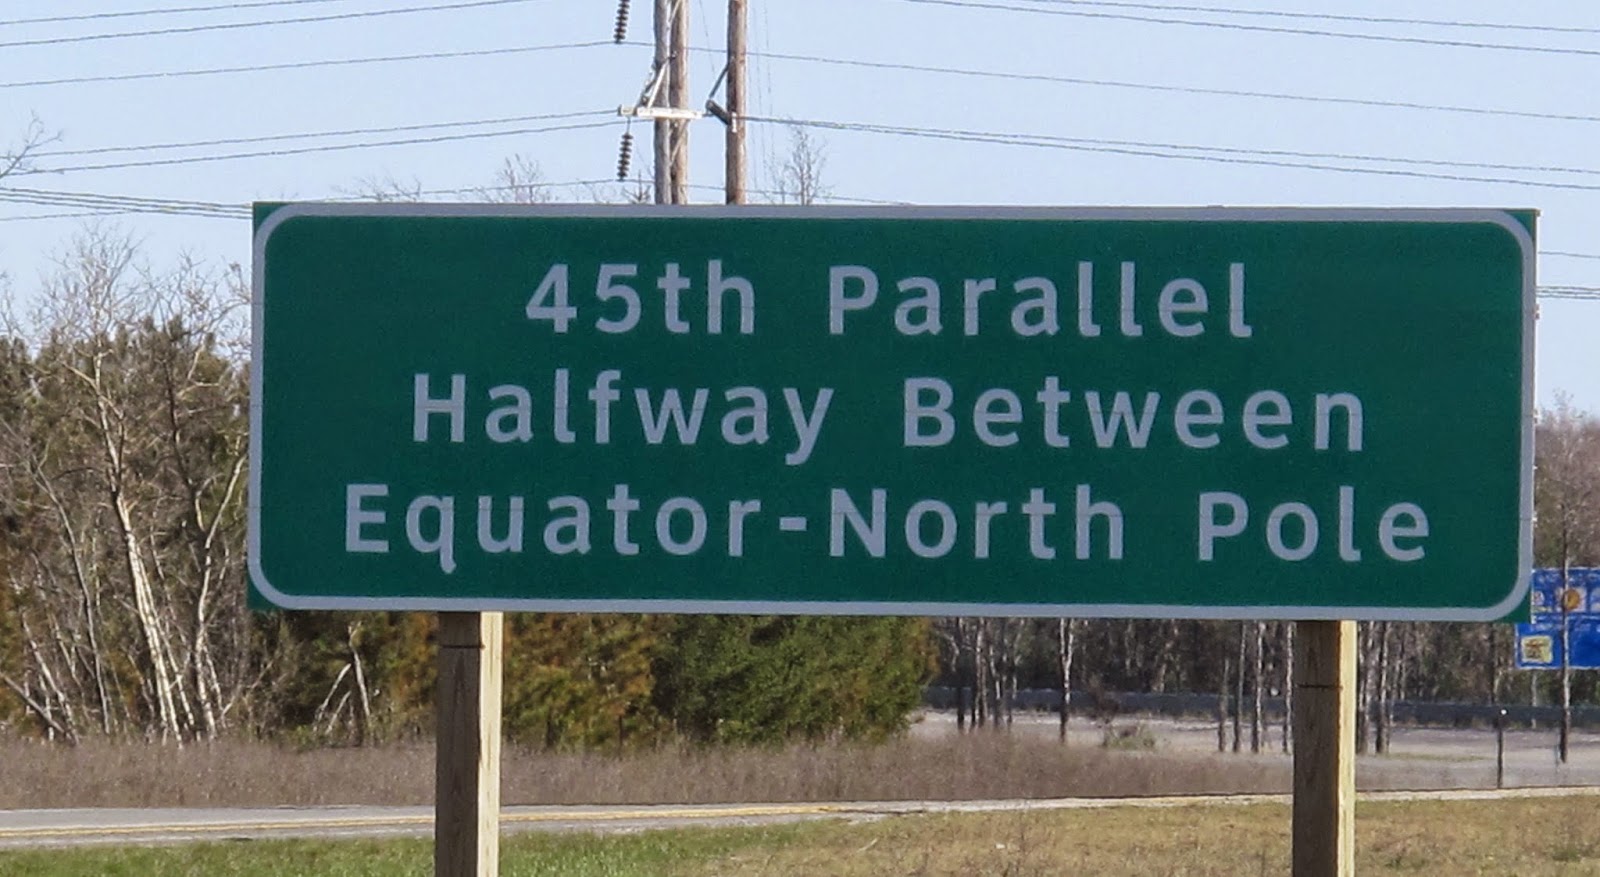 45th Parallel
Halfway Between
Equator-North Pole